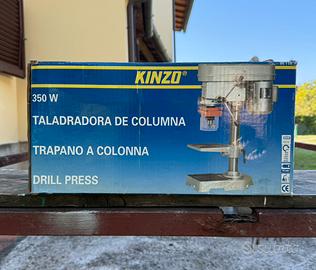 KINZO®
350 W
TALADRADORA DE COLUMNA
TRAPANO A COLONNA
DRILL PRESS